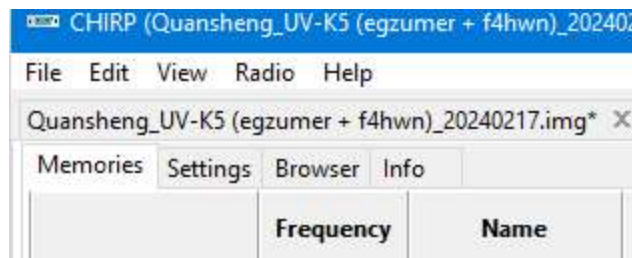 CHIRP (Quansheng_UV-K5 (egzumer + f4hwn)_20240
File Edit View Radio Help
Quansheng_UV-K5 (egzumer + f4hwn)_20240217.img* ×
Memories Settings Browser Info
Frequency Name